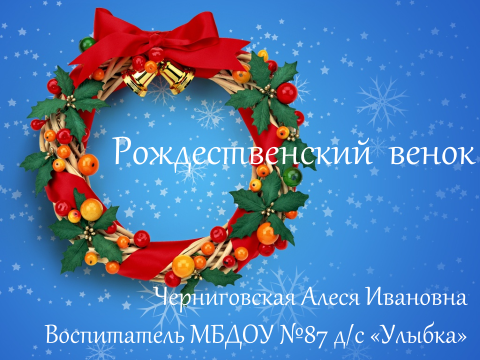 Рождественский венок
Черниговская Алеся Ивановна
Воспитатель МБДОУ №87 д/с «Улыбка»